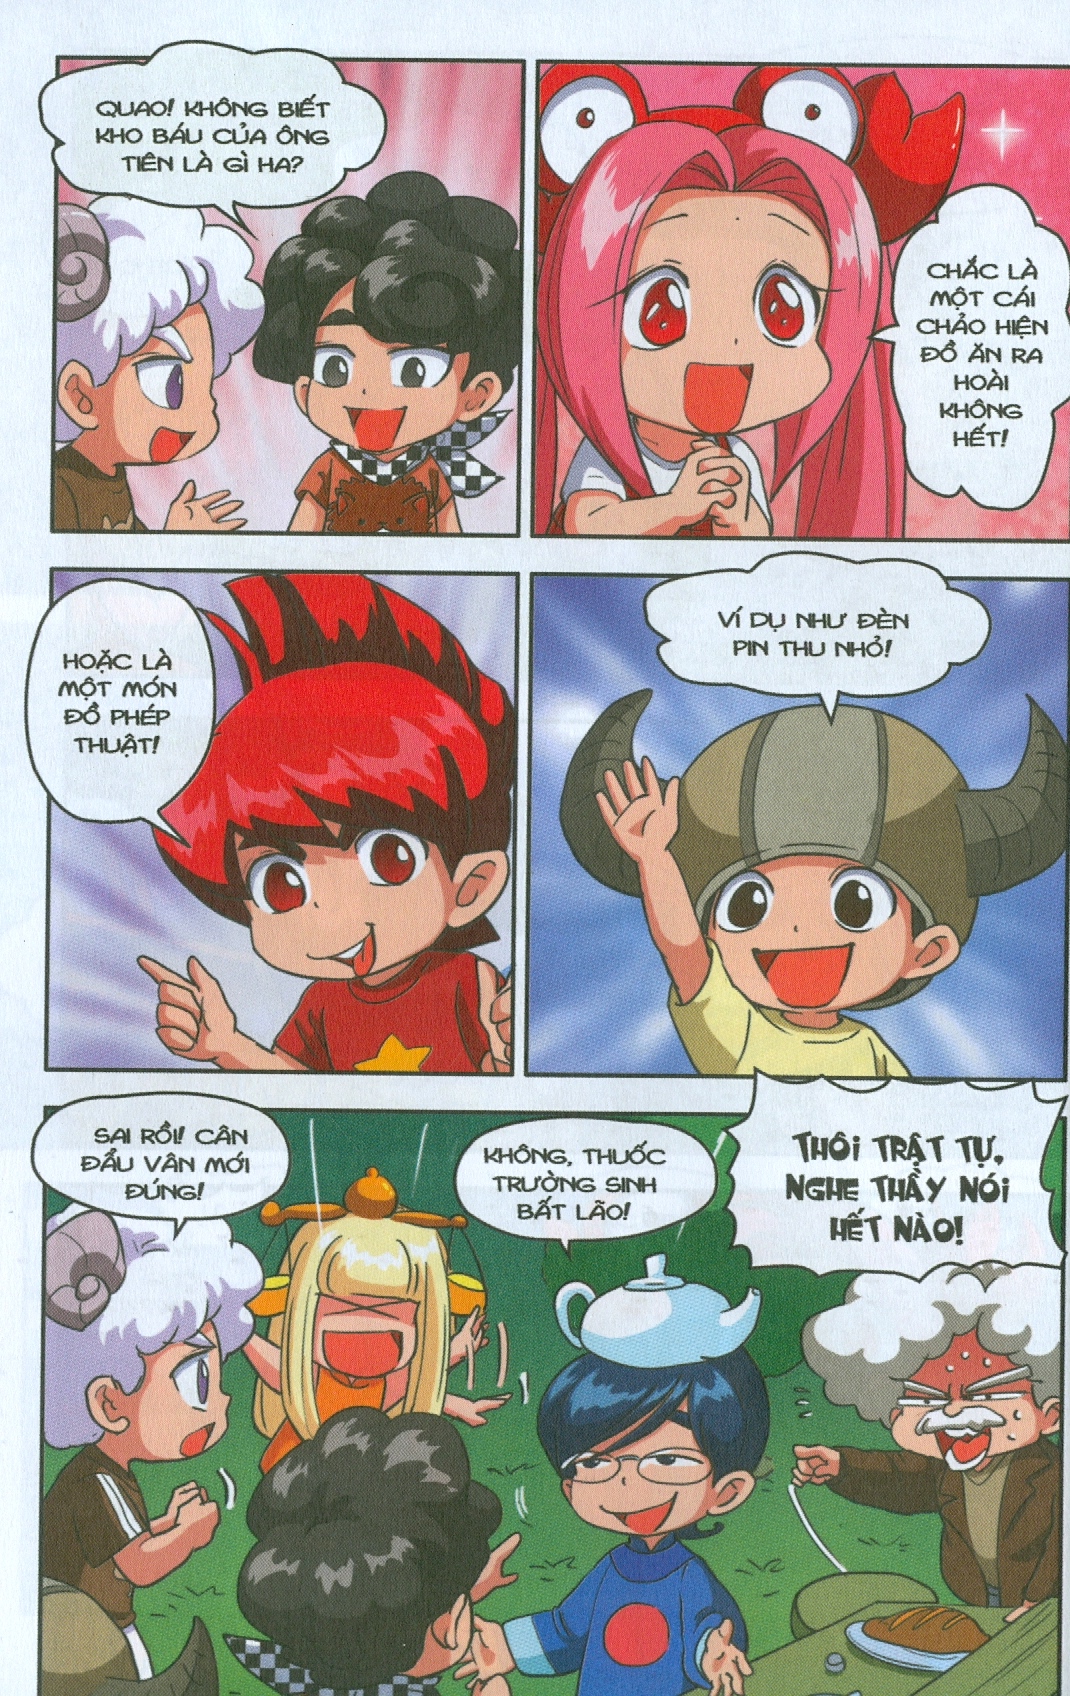 QUAO! KHÔNG BIẾT
KHO BÁU CỦA ÔNG
TIÊN LÀ GÌ HA?
CHẮC LÀ
MỘT CÁI
CHẢO HIỆN
ĐỒ ĂN RA
HOÀI
KHÔNG
HẾT!
HOẶC LÀ
MỘT MÓN
ĐỒ PHÉP
THUẬT!
VÍ DỤ NHƯ ĐÈN
PIN THU NHỎ!
SAI RỒI! CÂN
ĐẨU VÂN MỚI
ĐÚNG!
KHÔNG, THUỐC
TRƯỜNG SINH
BẤT LÃO!
THÔI TRẬT TỰ,
NGHE THẦY NÓI
HẾT NÀO!